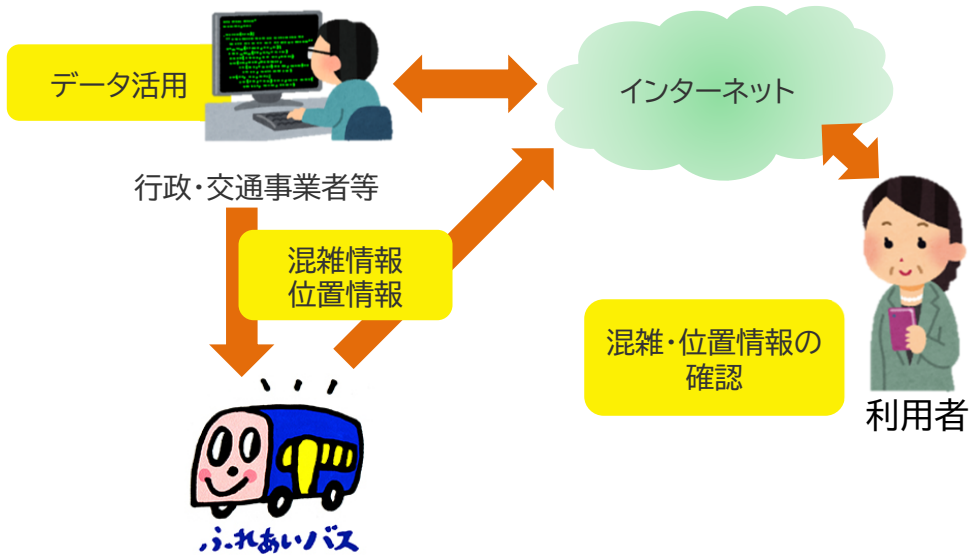 データ活用
インターネット
行政・交通事業者等
混雑情報
位置情報
混雑・位置情報の
確認
利用者
ふれあいバス